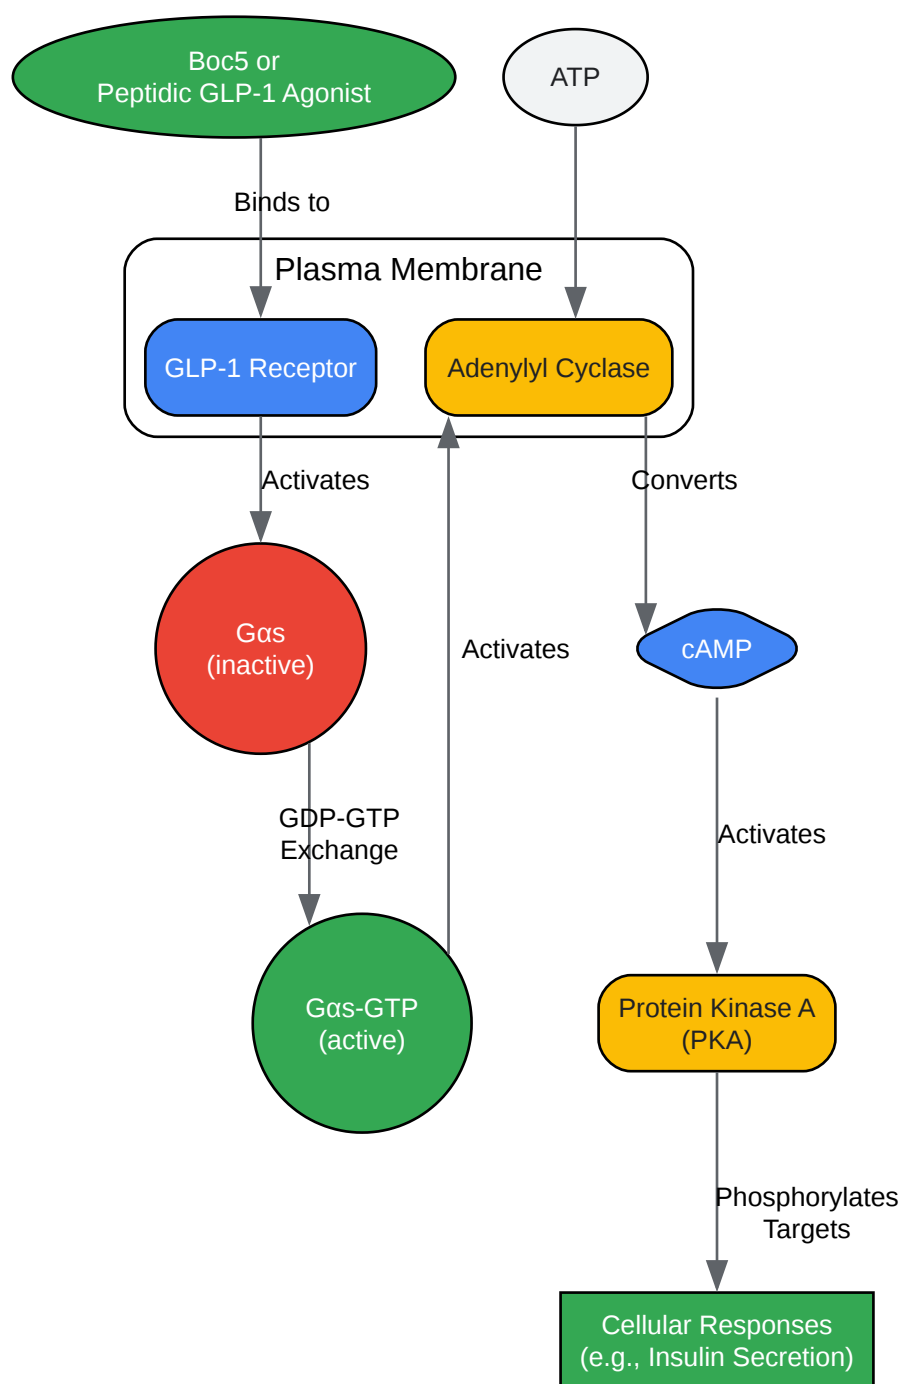 Boc5 or
Peptidic GLP-1 Agonist
ATP
Binds to
Plasma Membrane
GLP-1 Receptor
Adenylyl Cyclase
Activates
Converts
Gαs
(inactive)
Activates
cAMP
GDP-GTP
Exchange
Activates
Gαs-GTP
(active)
Protein Kinase A
(PKA)
Phosphorylates
Targets
Cellular Responses
(e.g., Insulin Secretion)